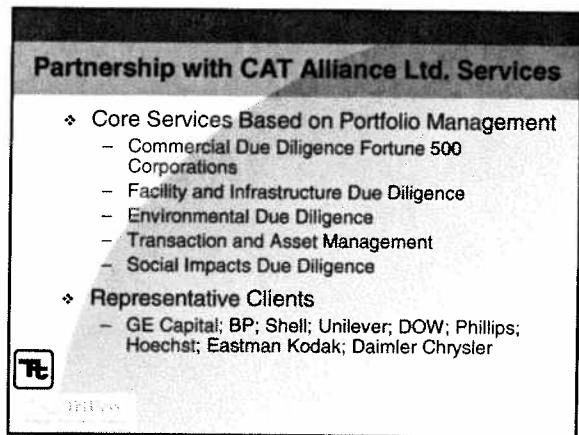 Partnership with CAT Alliance Ltd. Services
❖ Core Services Based on Portfolio Management
– Commercial Due Diligence Fortune 500
Corporations
– Facility and Infrastructure Due Diligence
– Environmental Due Diligence
– Transaction and Asset Management
– Social Impacts Due Diligence
❖ Representative Clients
– GE Capital; BP; Shell; Unilever; DOW; Phillips;
Hoechst; Eastman Kodak; Daimler Chrysler